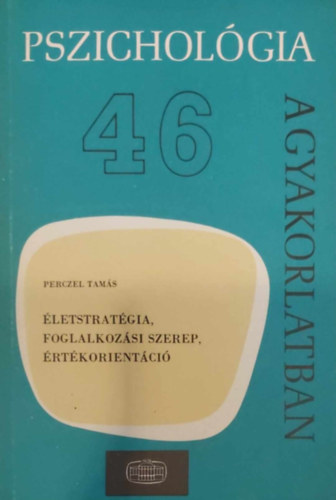 PSZICHOLÓGIA
46
A GYAKORLATBAN
PERCZEL TAMÁS
ÉLETSTRATÉGIA,
FOGLALKOZÁSI SZEREP,
ÉRTÉKORIENTÁCIÓ